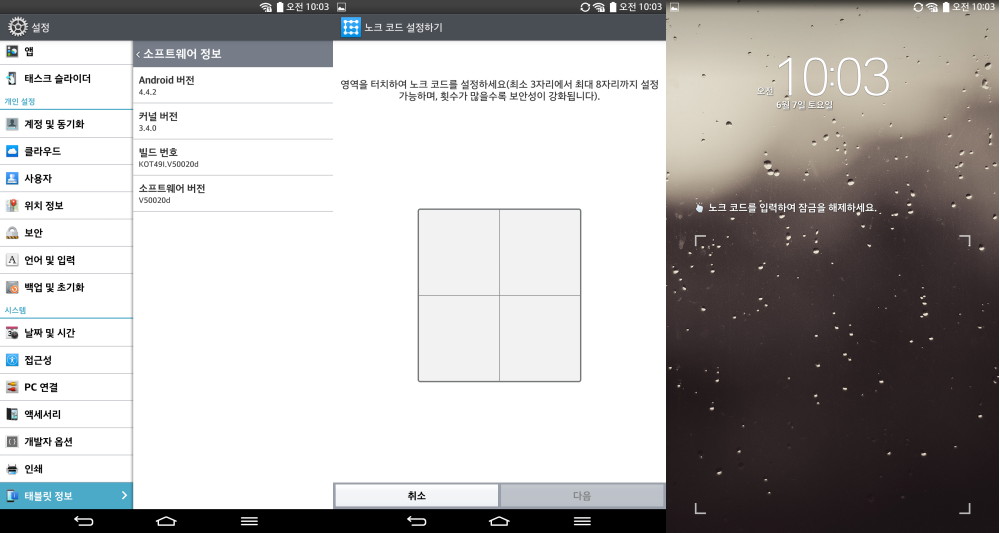 오전 10:03
설정
앱
태스크 슬라이더
개인 설정
계정 및 동기화
클라우드
사용자
위치 정보
보안
언어 및 입력
백업 및 초기화
시스템
날짜 및 시간
접근성
PC 연결
액세서리
개발자 옵션
인쇄
태블릿 정보
< 소프트웨어 정보
Android 버전
4.4.2
커널 버전
3.4.0
빌드 번호
KOT49I.V50020d
소프트웨어 버전
V50020d
오전 10:03
노크 코드 설정하기
영역을 터치하여 노크 코드를 설정하세요(최소 3자리에서 최대 8자리까지 설정
가능하며, 횟수가 많을수록 보안성이 강화됩니다).
취소
다음
오전 10:03
오전 10:03
6월 7일 토요일
노크 코드를 입력하여 잠금을 해제하세요.